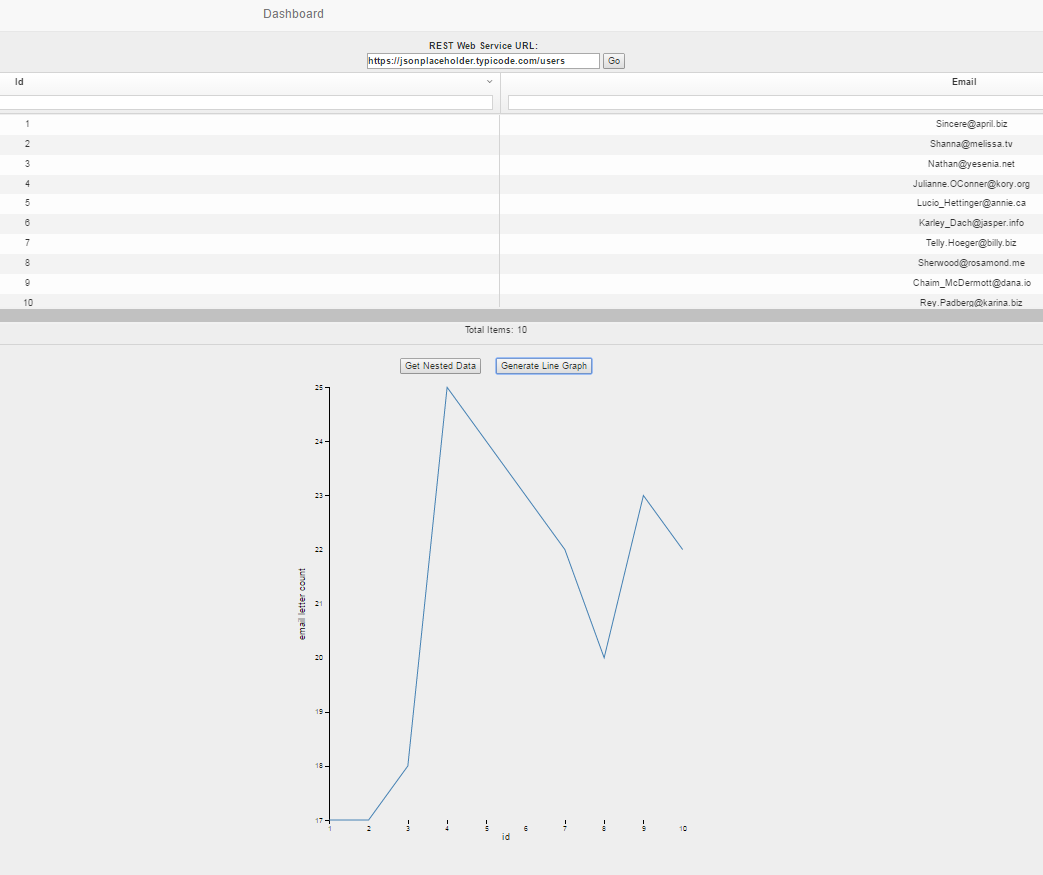 Dashboard
REST Web Service URL:
https://jsonplaceholder.typicode.com/users Go
Id Email
1 Sincere@april.biz
2 Shanna@melissa.tv
3 Nathan@yesenia.net
4 Julianne.OConner@kory.org
5 Lucio_Hettinger@annie.ca
6 Karley_Dach@jasper.info
7 Telly.Hoeger@billy.biz
8 Sherwood@rosamond.me
9 Chaim_McDermott@dana.io
10 Rey.Padberg@karina.biz
Total Items: 10
Get Nested Data Generate Line Graph
25
24
23
22
21
20
19
18
17
email letter count
1 2 3 4 5 6 7 8 9 10
id